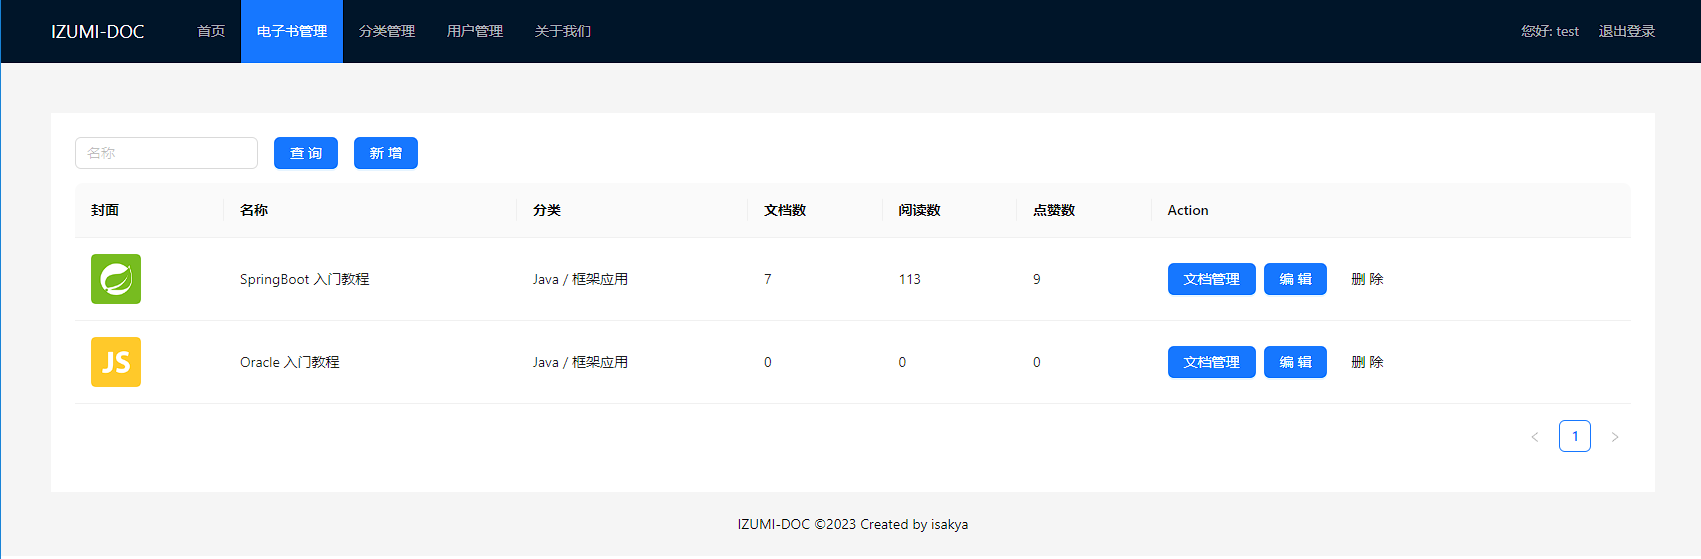 IZUMI-DOC 首页 电子书管理 分类管理 用户管理 关于我们 您好: test 退出登录
名称 查 询 新 增
封面 名称 分类 文档数 阅读数 点赞数 Action
SpringBoot 入门教程 Java / 框架应用 7 113 9 文档管理 编 辑 删 除
JS Oracle 入门教程 Java / 框架应用 0 0 0 文档管理 编 辑 删 除
< 1 >
IZUMI-DOC ©2023 Created by isakya